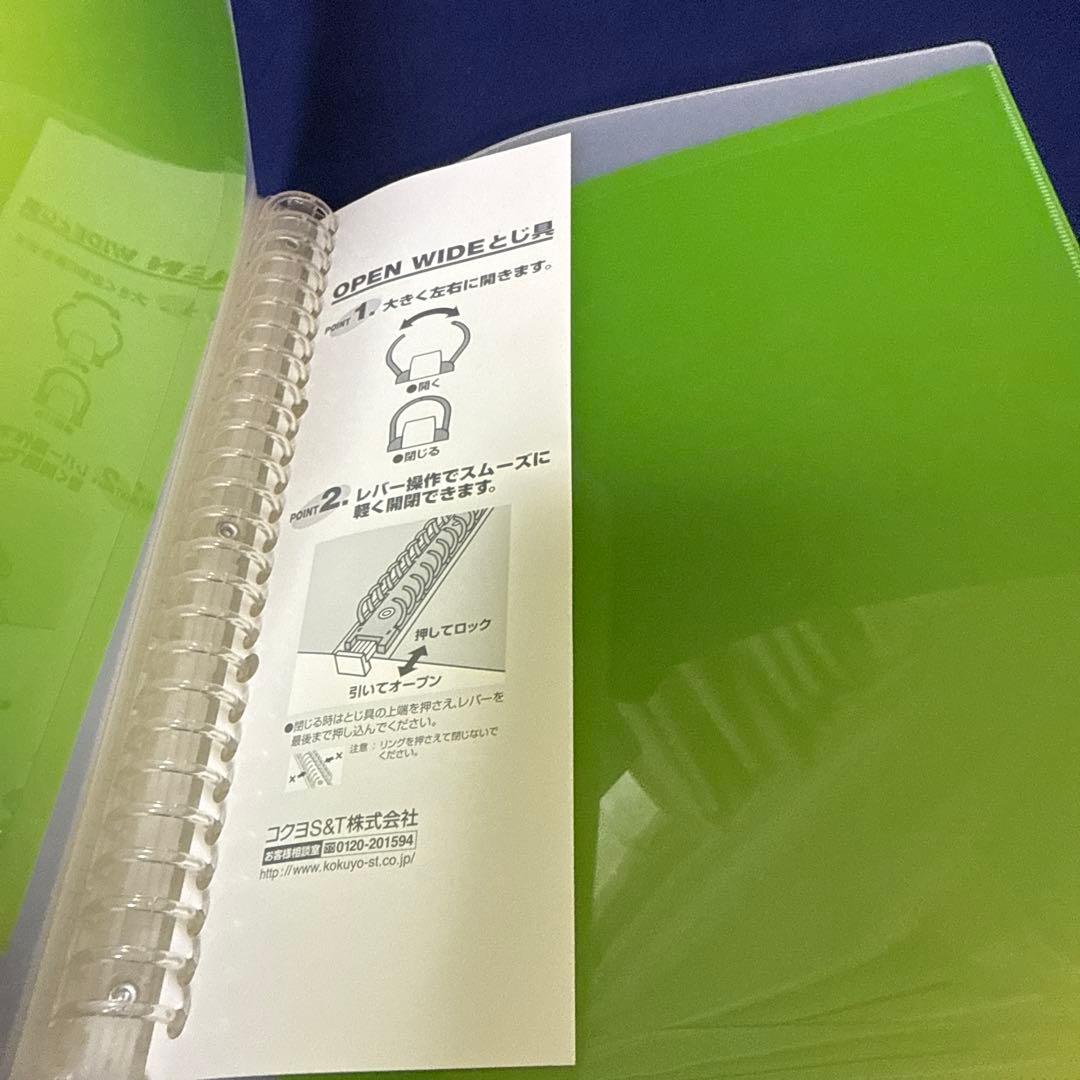 OPEN WIDEとじ具
POINT 1. 大きく左右に開きます。
●開く
●閉じる
POINT 2. レバー操作でスムーズに
軽く開閉できます。
押してロック
引いてオープン
●閉じる時はとじ具の上端を押さえ、レバーを
最後まで押し込んでください。
注意：リングを押さえて閉じないで
ください。
コクヨS&T株式会社
お客様相談室 0120-201594
http://www.kokuyo-st.co.jp/